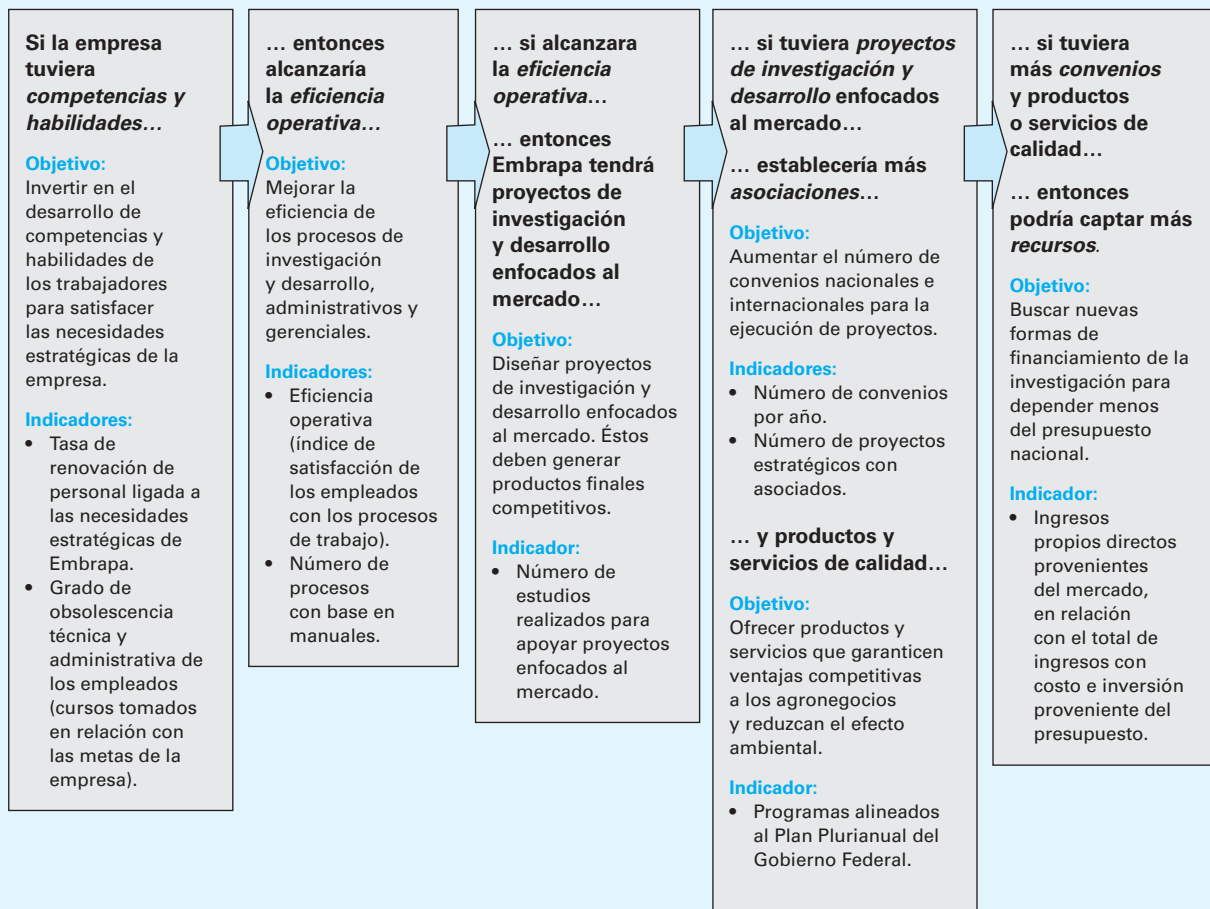 Si la empresa
tuviera
competencias y
habilidades…
Objetivo:
Invertir en el
desarrollo de
competencias y
habilidades de
los trabajadores
para satisfacer
las necesidades
estratégicas de la
empresa.
Indicadores:
• Tasa de
renovación de
personal ligada a
las necesidades
estratégicas de
Embrapa.
• Grado de
obsolescencia
técnica y
administrativa de
los empleados
(cursos tomados
en relación con
las metas de la
empresa).
… entonces
alcanzaría
la eficiencia
operativa…
Objetivo:
Mejorar la
eficiencia de
los procesos de
investigación
y desarrollo,
administrativos y
gerenciales.
Indicadores:
• Eficiencia
operativa
(índice de
satisfacción de
los empleados
con los procesos
de trabajo).
• Número de
procesos
con base en
manuales.
… si alcanzara
la eficiencia
operativa…
… entonces
Embrapa tendrá
proyectos de
investigación
y desarrollo
enfocados al
mercado…
Objetivo:
Diseñar proyectos
de investigación y
desarrollo enfocados
al mercado. Éstos
deben generar
productos finales
competitivos.
Indicador:
• Número de
estudios
realizados para
apoyar proyectos
enfocados al
mercado.
… si tuviera proyectos
de investigación y
desarrollo enfocados
al mercado…
… establecería más
asociaciones…
Objetivo:
Aumentar el número de
convenios nacionales e
internacionales para la
ejecución de proyectos.
Indicadores:
• Número de convenios
por año.
• Número de proyectos
estratégicos con
asociados.
… y productos y
servicios de calidad…
Objetivo:
Ofrecer productos y
servicios que garanticen
ventajas competitivas
a los agronegocios
y reduzcan el efecto
ambiental.
Indicador:
• Programas alineados
al Plan Plurianual del
Gobierno Federal.
… si tuviera
más convenios
y productos
o servicios de
calidad…
… entonces
podría captar más
recursos.
Objetivo:
Buscar nuevas
formas de
financiamiento de la
investigación para
depender menos
del presupuesto
nacional.
Indicador:
• Ingresos
propios directos
provenientes
del mercado,
en relación
con el total de
ingresos con
costo e inversión
proveniente del
presupuesto.